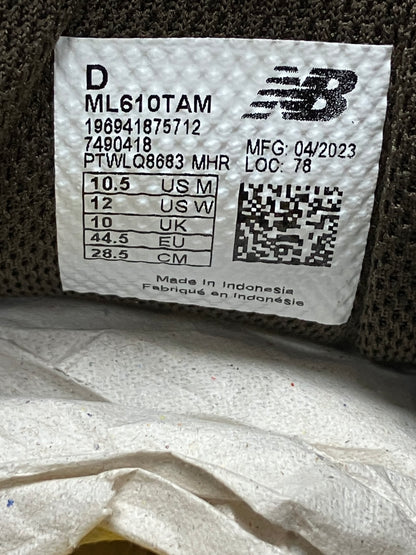 D
NB
ML610TAM
196941875712
7490418
PTWLQ8683 MHR
MFG: 04/2023
LOC: 78
10.5 US M
12 US W
10 UK
44.5 EU
28.5 CM
Made in Indonesia
Fabriqué en Indonésie